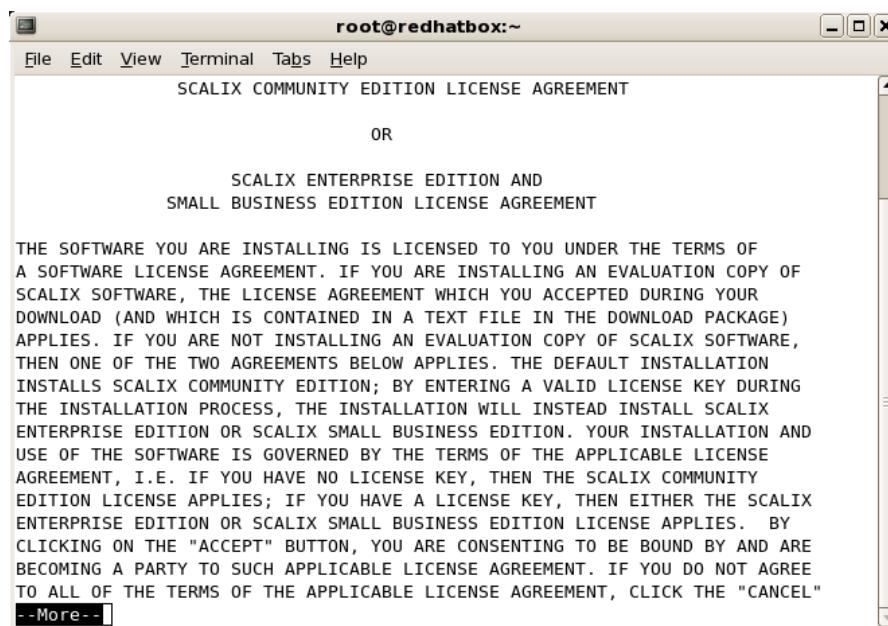 root@redhatbox:~
File Edit View Terminal Tabs Help
SCALIX COMMUNITY EDITION LICENSE AGREEMENT
OR
SCALIX ENTERPRISE EDITION AND
SMALL BUSINESS EDITION LICENSE AGREEMENT
THE SOFTWARE YOU ARE INSTALLING IS LICENSED TO YOU UNDER THE TERMS OF
A SOFTWARE LICENSE AGREEMENT. IF YOU ARE INSTALLING AN EVALUATION COPY OF
SCALIX SOFTWARE, THE LICENSE AGREEMENT WHICH YOU ACCEPTED DURING YOUR
DOWNLOAD (AND WHICH IS CONTAINED IN A TEXT FILE IN THE DOWNLOAD PACKAGE)
APPLIES. IF YOU ARE NOT INSTALLING AN EVALUATION COPY OF SCALIX SOFTWARE,
THEN ONE OF THE TWO AGREEMENTS BELOW APPLIES. THE DEFAULT INSTALLATION
INSTALLS SCALIX COMMUNITY EDITION; BY ENTERING A VALID LICENSE KEY DURING
THE INSTALLATION PROCESS, THE INSTALLATION WILL INSTEAD INSTALL SCALIX
ENTERPRISE EDITION OR SCALIX SMALL BUSINESS EDITION. YOUR INSTALLATION AND
USE OF THE SOFTWARE IS GOVERNED BY THE TERMS OF THE APPLICABLE LICENSE
AGREEMENT, I.E. IF YOU HAVE NO LICENSE KEY, THEN THE SCALIX COMMUNITY
EDITION LICENSE APPLIES; IF YOU HAVE A LICENSE KEY, THEN EITHER THE SCALIX
ENTERPRISE EDITION OR SCALIX SMALL BUSINESS EDITION LICENSE APPLIES.  BY
CLICKING ON THE "ACCEPT" BUTTON, YOU ARE CONSENTING TO BE BOUND BY AND ARE
BECOMING A PARTY TO SUCH APPLICABLE LICENSE AGREEMENT. IF YOU DO NOT AGREE
TO ALL OF THE TERMS OF THE APPLICABLE LICENSE AGREEMENT, CLICK THE "CANCEL"
--More--